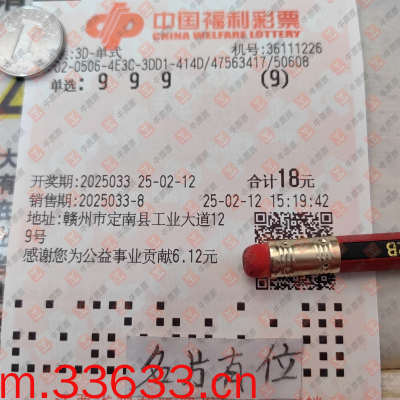 中国福利彩票
CHINA WELFARE LOTTERY
:3D-单式 机号:36111226
02-0506-4E3C-30D1-414D/47563417/50608
单选: 9 9 9 (9)
开奖期:2025033 25-02-12 合计18元
销售期:2025033-8 25-02-12 15:19:42
地址:赣州市定南县工业大道12
9号
感谢您为公益事业贡献6.12元
m.33633.cn